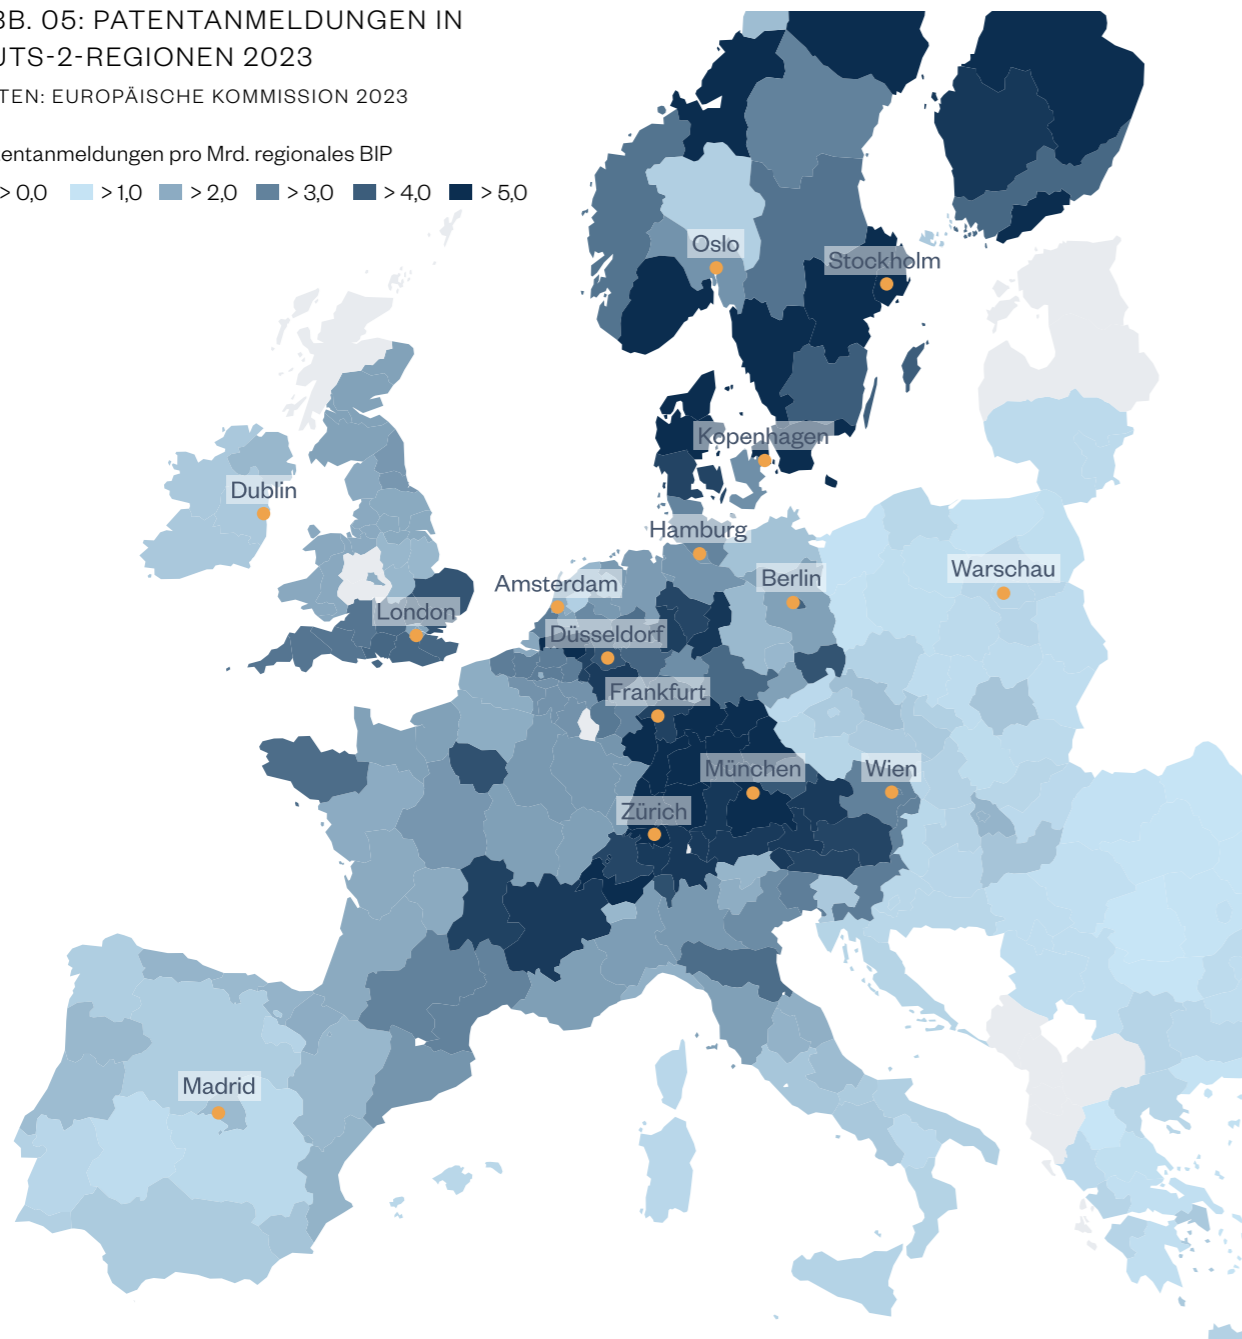 BB. 05: PATENTANMELDUNGEN IN
UTS-2-REGIONEN 2023
TEN: EUROPÄISCHE KOMMISSION 2023
tentanmeldungen pro Mrd. regionales BIP
> 0,0 > 1,0 > 2,0 > 3,0 > 4,0 > 5,0
Oslo
Stockholm
Kopenhagen
Dublin
Hamburg
Warschau
Amsterdam
Berlin
London
Düsseldorf
Frankfurt
München
Wien
Zürich
Madrid